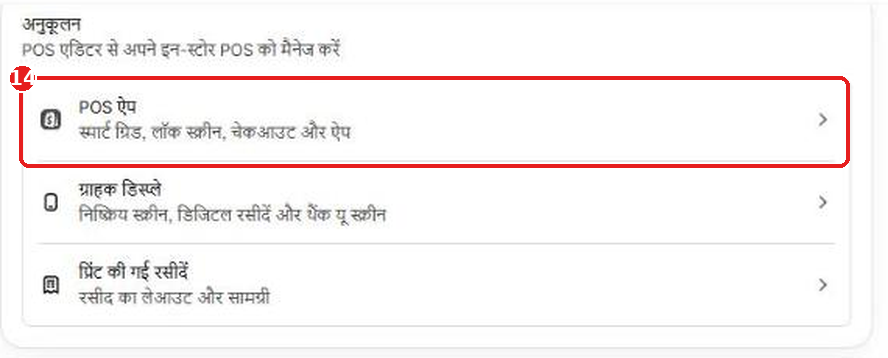 अनुकूलन
POS एडिटर से अपने इन-स्टोर POS को मैनेज करें
14
POS ऐप
स्मार्ट ग्रिड, लॉक स्क्रीन, चेकआउट और ऐप
ग्राहक डिस्प्ले
निष्क्रिय स्क्रीन, डिजिटल रसीदें और थैंक यू स्क्रीन
प्रिंट की गई रसीदें
रसीद का लेआउट और सामग्री